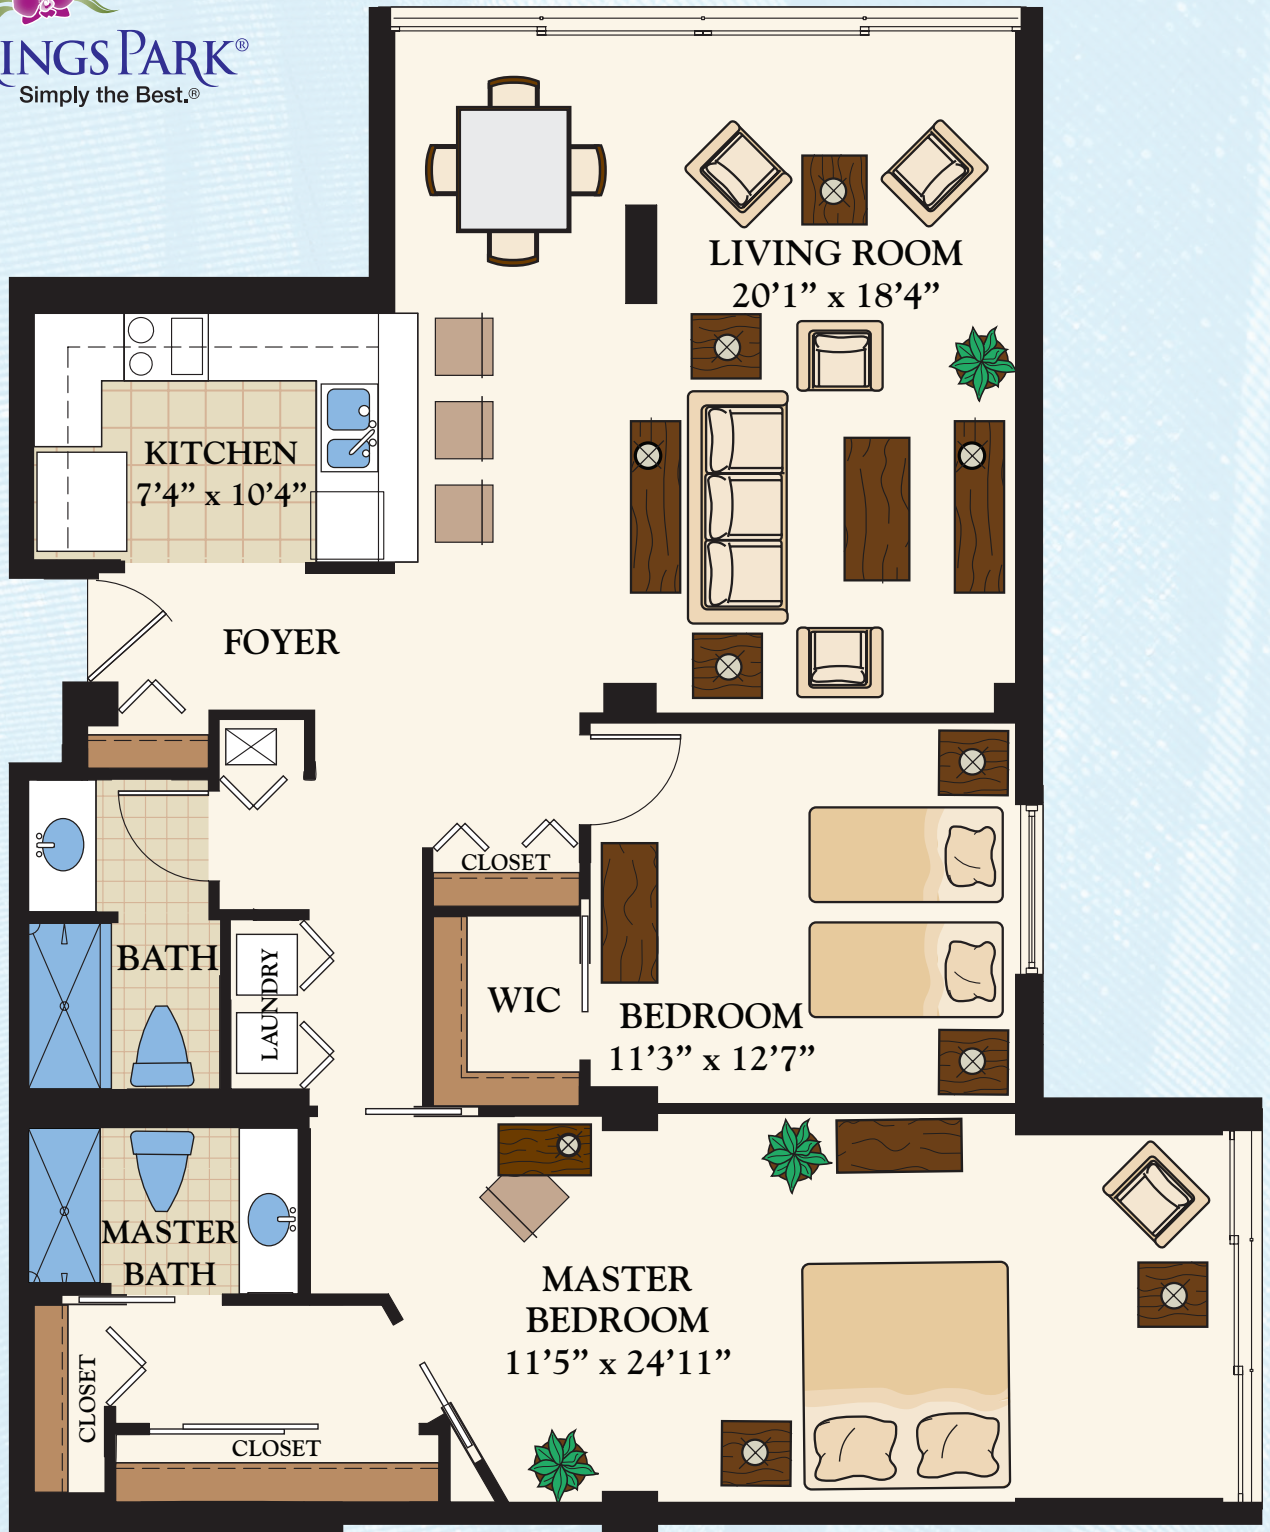 INGS PARK®
Simply the Best.®
LIVING ROOM
20’1” x 18’4”
KITCHEN
7’4” x 10’4”
FOYER
CLOSET
BATH
LAUNDRY
WIC
BEDROOM
11’3” x 12’7”
MASTER
BATH
MASTER
BEDROOM
11’5” x 24’11”
CLOSET
CLOSET